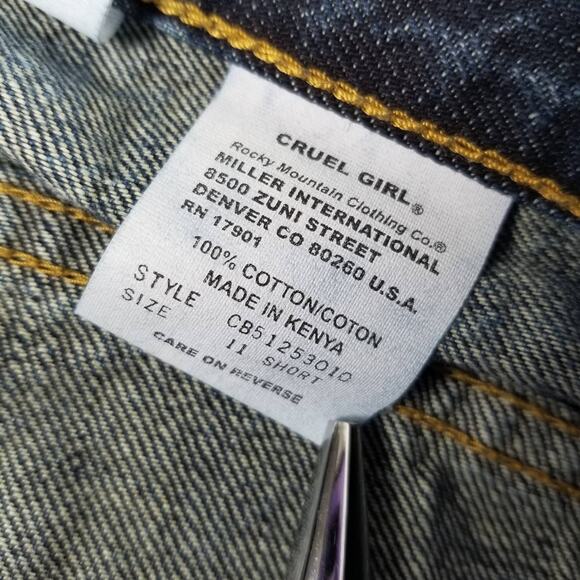 CRUEL GIRL®
Rocky Mountain Clothing Co.®
MILLER INTERNATIONAL
8500 ZUNI STREET
DENVER CO 80260 U.S.A.
RN 17901
100% COTTON/COTON
MADE IN KENYA
STYLE CB51253010
SIZE 11 SHORT
CARE ON REVERSE